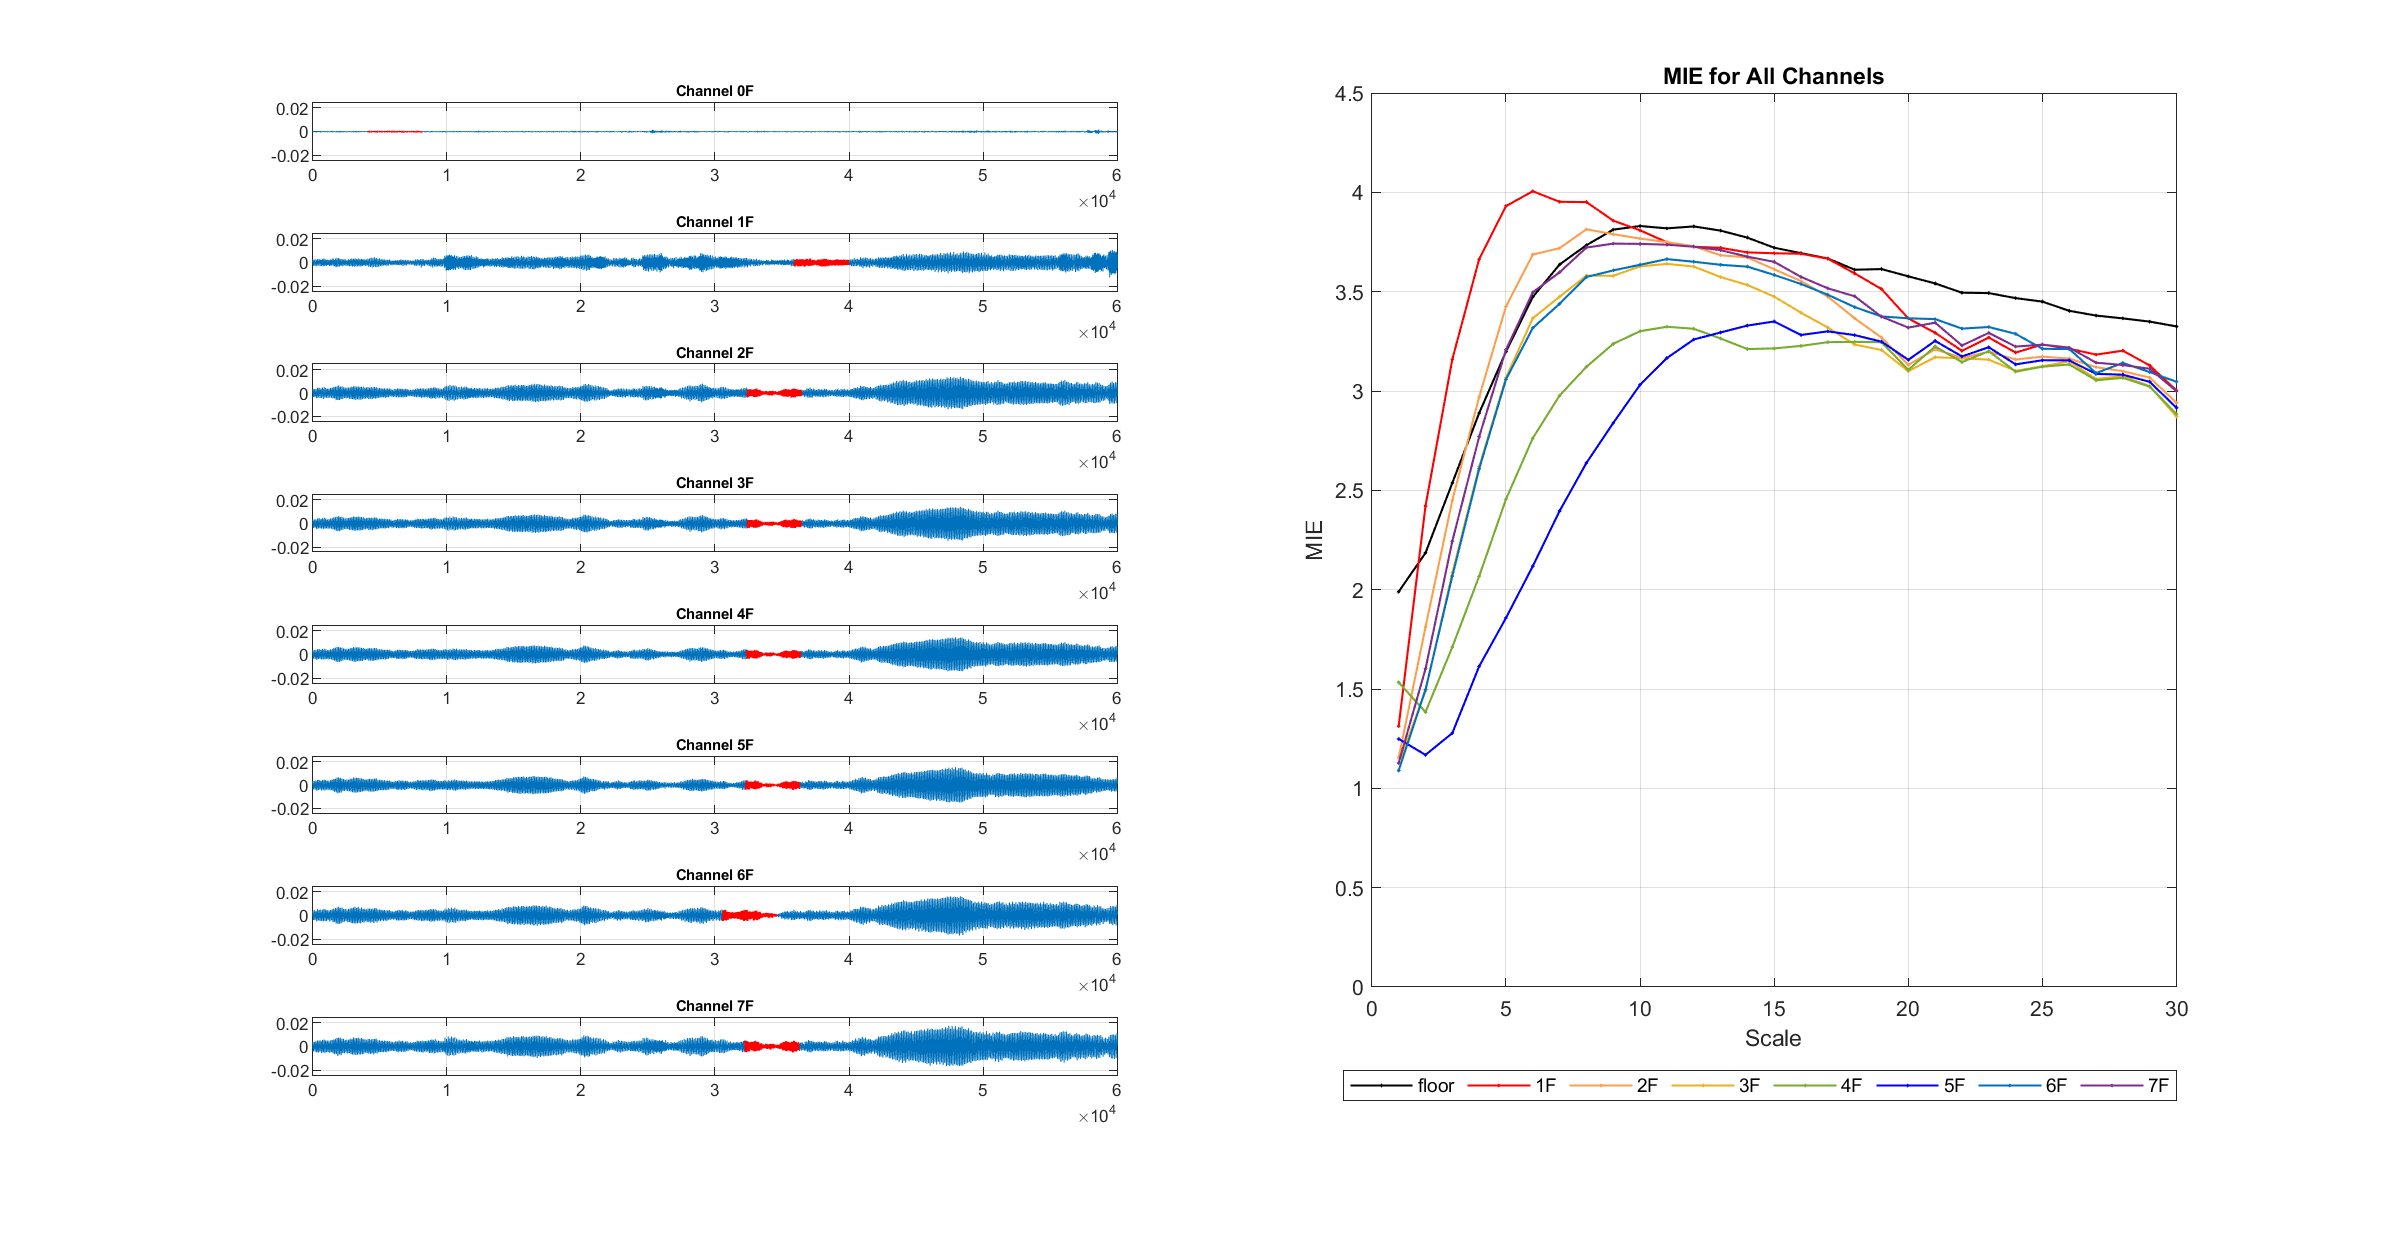 Channel 0F
0.02
0
-0.02
0 1 2 3 4 5 6
×10^4
Channel 1F
0.02
0
-0.02
0 1 2 3 4 5 6
×10^4
Channel 2F
0.02
0
-0.02
0 1 2 3 4 5 6
×10^4
Channel 3F
0.02
0
-0.02
0 1 2 3 4 5 6
×10^4
Channel 4F
0.02
0
-0.02
0 1 2 3 4 5 6
×10^4
Channel 5F
0.02
0
-0.02
0 1 2 3 4 5 6
×10^4
Channel 6F
0.02
0
-0.02
0 1 2 3 4 5 6
×10^4
Channel 7F
0.02
0
-0.02
0 1 2 3 4 5 6
×10^4
MIE for All Channels
4.5
4
3.5
3
2.5
2
1.5
1
0.5
0
MIE
0 5 10 15 20 25 30
Scale
floor 1F 2F 3F 4F 5F 6F 7F